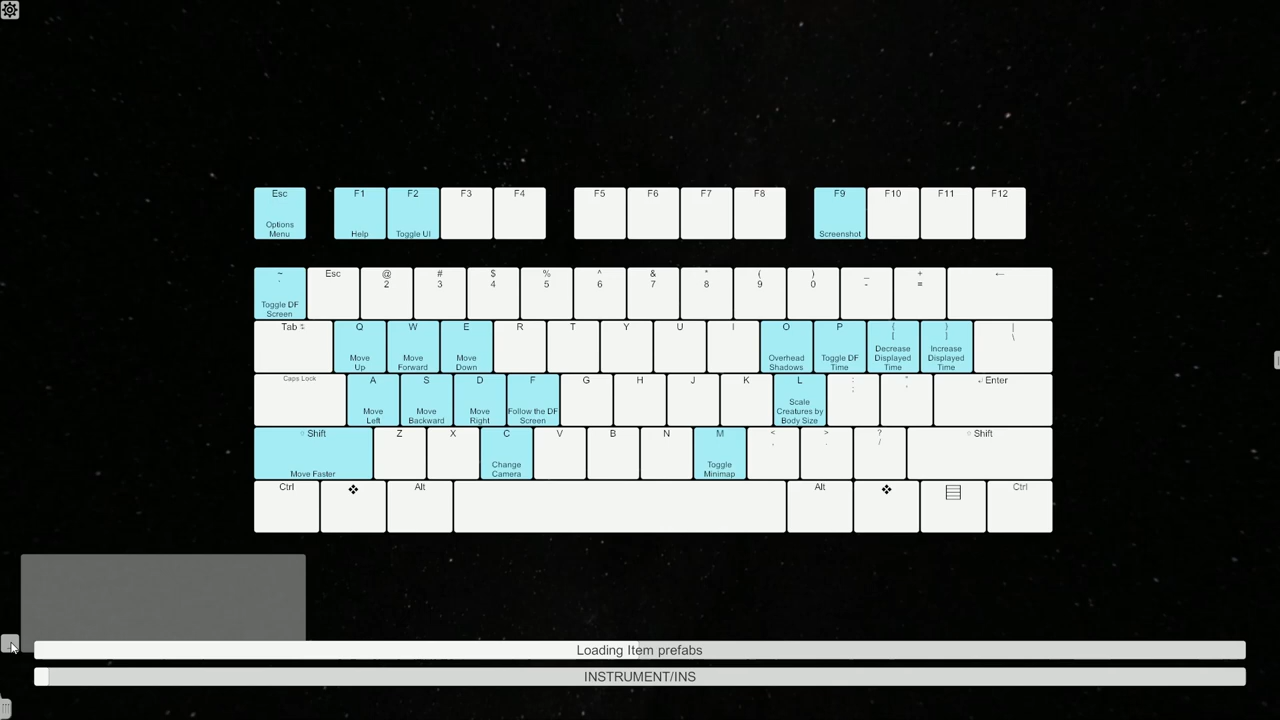 Esc F1 F2 F3 F4 F5 F6 F7 F8 F9 F10 F11 F12
Options
Menu Help Toggle UI Screenshot
~ Esc @ # $ % ^ & * ( ) _ + ←
` 2 3 4 5 6 7 8 9 0 - =
Toggle DF
Screen
Tab Q W E R T Y U I O P { } |
[ ] \
Move
Up Move
Forward Move
Down Overhead
Shadows Toggle DF
Time Decrease
Displayed
Time Increase
Displayed
Time
Caps Lock A S D F G H J K L : " Enter
; '
Move
Left Move
Backward Move
Right Follow the DF
Screen Scale
Creatures by
Body Size
Shift Z X C V B N M < > ? Shift
, . /
Move Faster Change
Camera Toggle
Minimap
Ctrl Alt Alt Ctrl
Loading Item prefabs
INSTRUMENT/INS